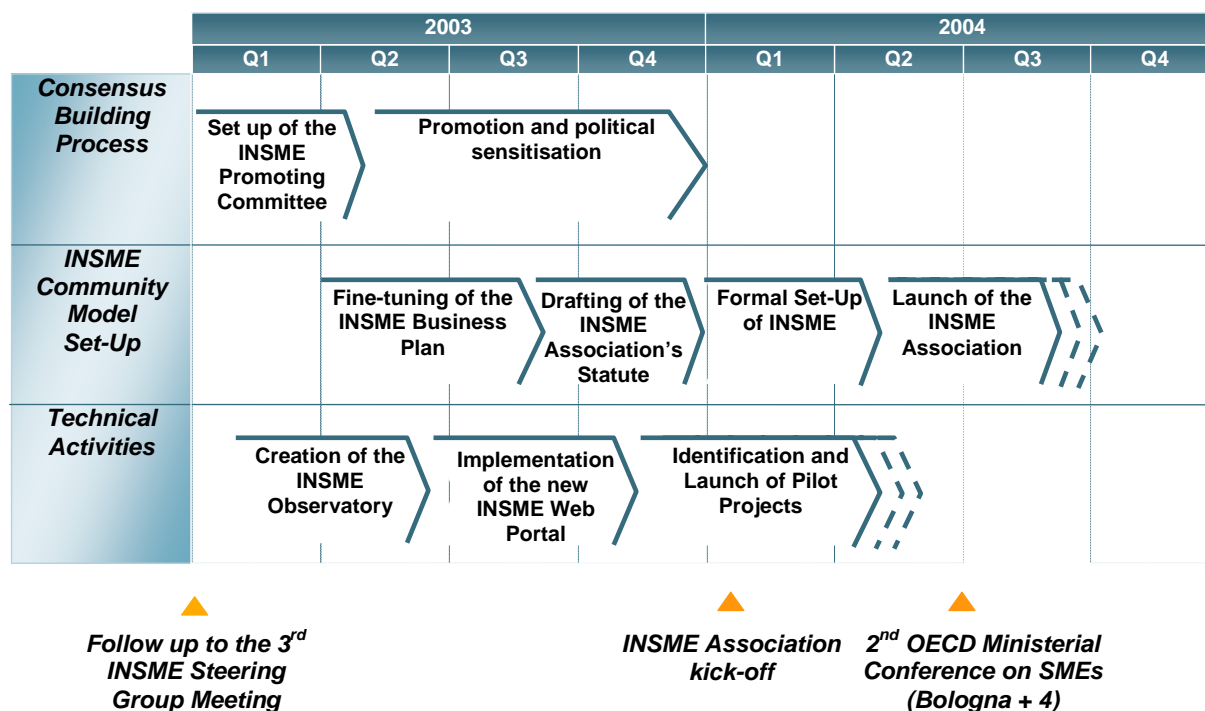 2003
2004
Q1
Q2
Q3
Q4
Q1
Q2
Q3
Q4
Consensus
Building
Process
Set up of the
INSME
Promoting
Committee
Promotion and political
sensitisation
INSME
Community
Model
Set-Up
Fine-tuning of the
INSME Business
Plan
Drafting of the
INSME
Association's
Statute
Formal Set-Up
of INSME
Launch of the
INSME
Association
Technical
Activities
Creation of the
INSME
Observatory
Implementation
of the new
INSME Web
Portal
Identification and
Launch of Pilot
Projects
Follow up to the 3rd
INSME Steering
Group Meeting
INSME Association
kick-off
2nd OECD Ministerial
Conference on SMEs
(Bologna + 4)